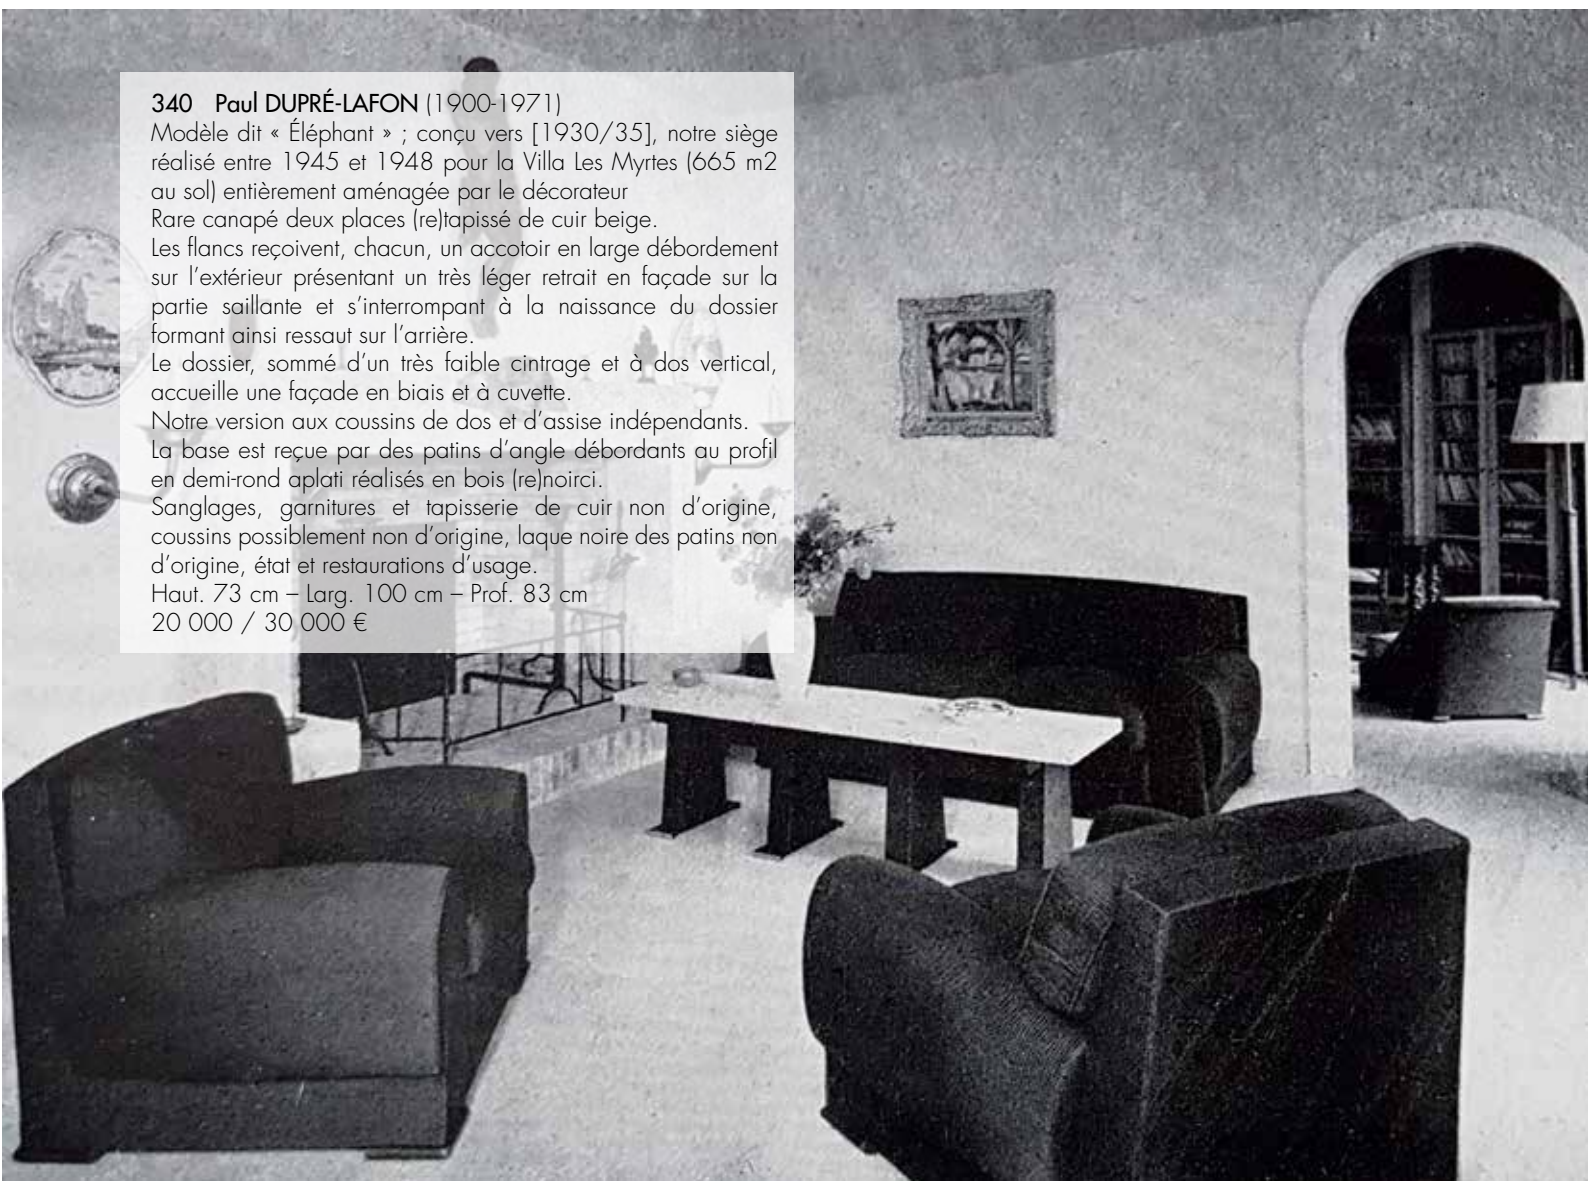 340 Paul DUPRÉ-LAFON (1900-1971)
Modèle dit « Éléphant » ; conçu vers [1930/35], notre siège
réalisé entre 1945 et 1948 pour la Villa Les Myrtes (665 m2
au sol) entièrement aménagée par le décorateur
Rare canapé deux places (re)tapissé de cuir beige.
Les flancs reçoivent, chacun, un accotoir en large débordement
sur l'extérieur présentant un très léger retrait en façade sur la
partie saillante et s'interrompant à la naissance du dossier
formant ainsi ressaut sur l'arrière.
Le dossier, sommé d'un très faible cintrage et à dos vertical,
accueille une façade en biais et à cuvette.
Notre version aux coussins de dos et d'assise indépendants.
La base est reçue par des patins d'angle débordants au profil
en demi-rond aplati réalisés en bois (re)noirci.
Sanglages, garnitures et tapisserie de cuir non d'origine,
coussins possiblement non d'origine, laque noire des patins non
d'origine, état et restaurations d'usage.
Haut. 73 cm – Larg. 100 cm – Prof. 83 cm
20 000 / 30 000 €